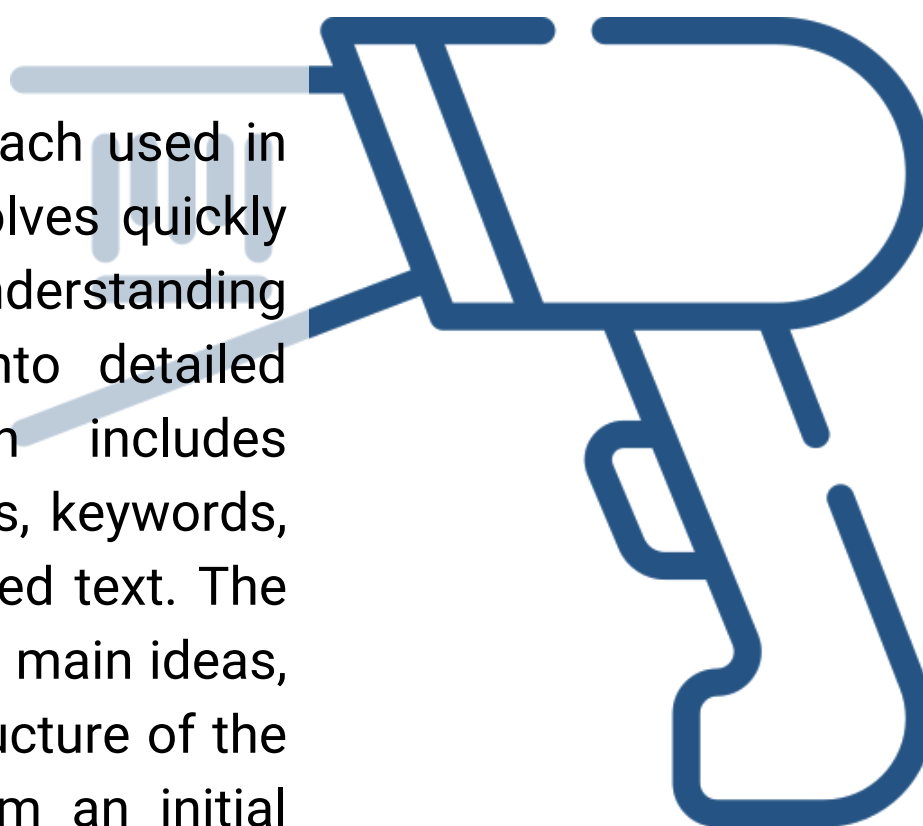 ach used in
olves quickly
nderstanding
nto detailed
n includes
s, keywords,
ed text. The
main ideas,
ucture of the
m an initial